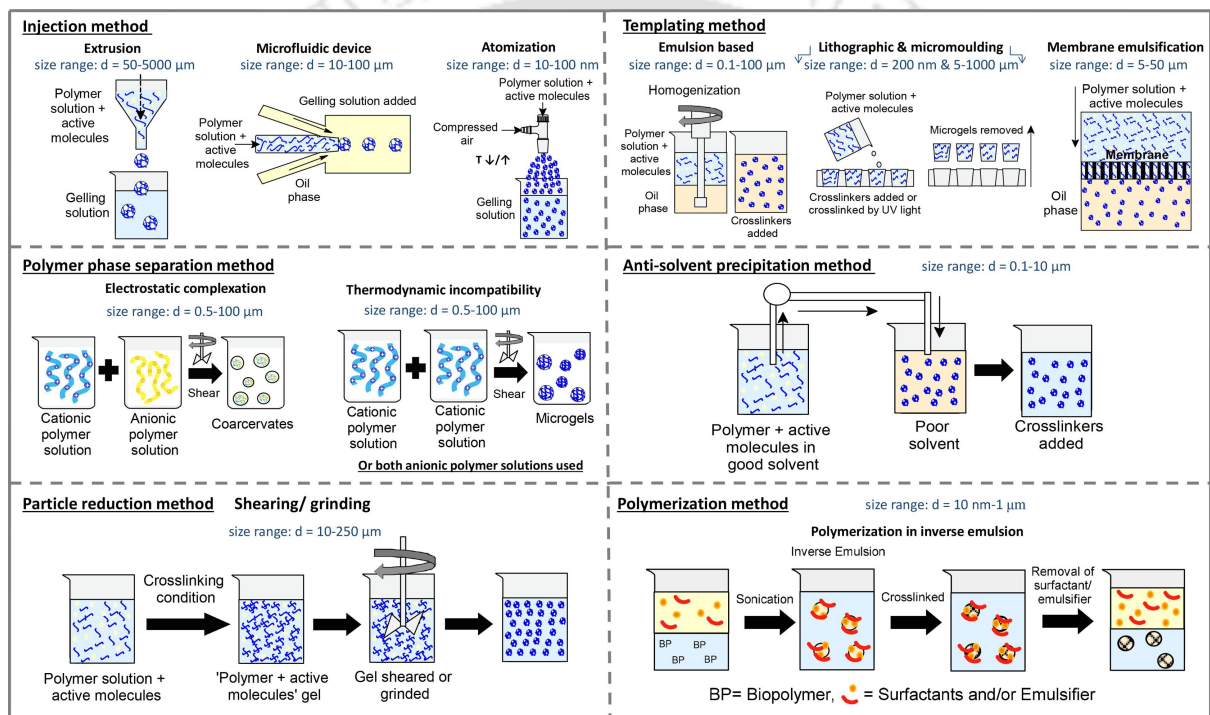 Injection method
Extrusion
size range: d = 50-5000 µm
Polymer
solution +
active
molecules
Gelling
solution
Microfluidic device
size range: d = 10-100 µm
Gelling solution added
Polymer
solution +
active
molecules
Oil
phase
Atomization
size range: d = 10-100 nm
Polymer solution +
active molecules
Compressed
air
T ↓/↑
Gelling
solution
Templating method
Emulsion based
size range: d = 0.1-100 µm
Homogenization
Polymer
solution +
active
molecules
Oil
phase
Crosslinkers
added
Lithographic & micromoulding
size range: d = 200 nm & 5-1000 µm
Polymer solution +
active molecules
Microgels removed
Crosslinkers added or
crosslinked by UV light
Membrane emulsification
size range: d = 5-50 µm
Polymer solution +
active molecules
Membrane
Oil
phase
Polymer phase separation method
Electrostatic complexation
size range: d = 0.5-100 µm
Shear
Cationic
polymer
solution
Anionic
polymer
solution
Coarcervates
Thermodynamic incompatibility
size range: d = 0.5-100 µm
Shear
Cationic
polymer
solution
Cationic
polymer
solution
Microgels
Or both anionic polymer solutions used
Anti-solvent precipitation method
size range: d = 0.1-10 µm
Polymer + active
molecules in
good solvent
Poor
solvent
Crosslinkers
added
Particle reduction method
Shearing/ grinding
size range: d = 10-250 µm
Crosslinking
condition
Polymer solution +
active molecules
'Polymer + active
molecules' gel
Gel sheared or
grinded
Polymerization method
size range: d = 10 nm-1 µm
Polymerization in inverse emulsion
Inverse Emulsion
Sonication
Crosslinked
Removal of
surfactant/
emulsifier
BP BP
BP BP
BP= Biopolymer, = Surfactants and/or Emulsifier